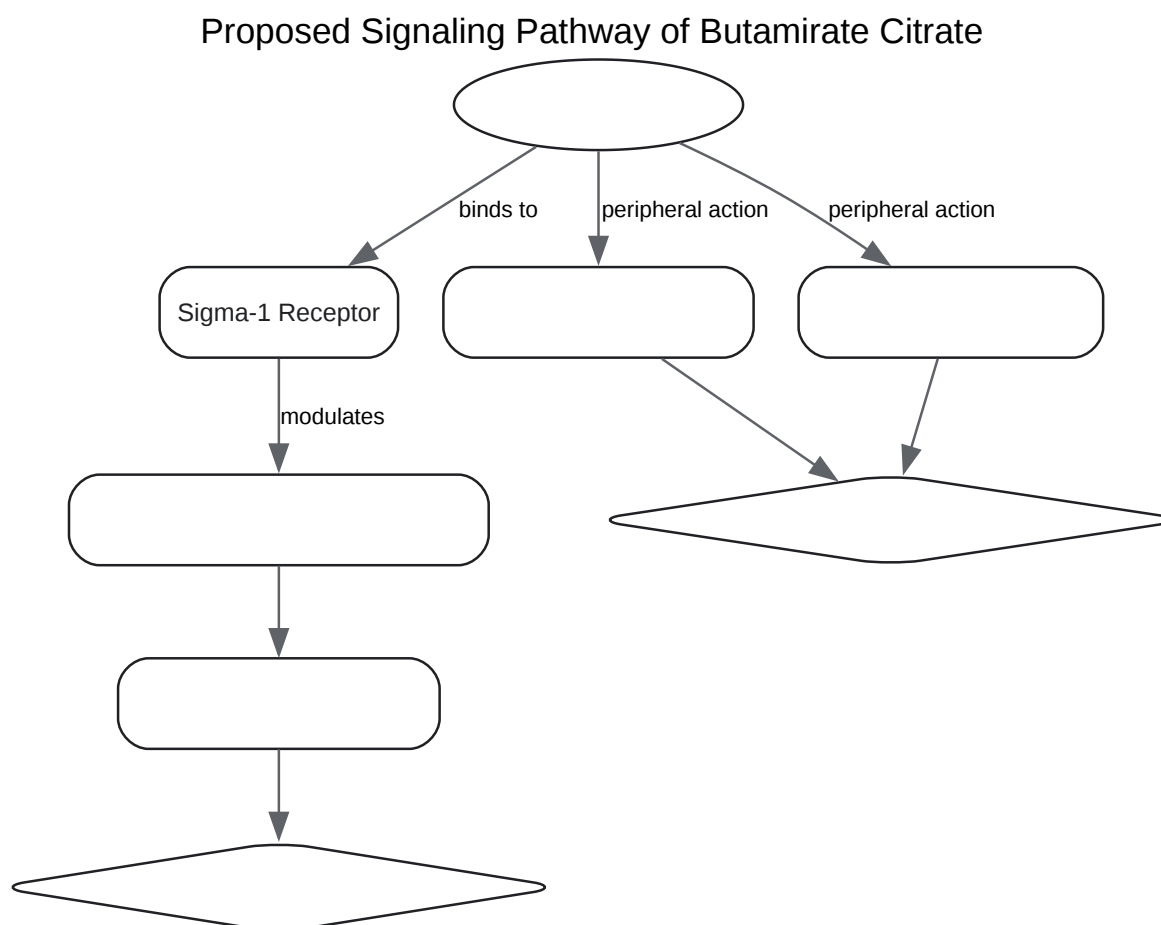 Proposed Signaling Pathway of Butamirate Citrate
binds to
peripheral action
peripheral action
Sigma-1 Receptor
modulates